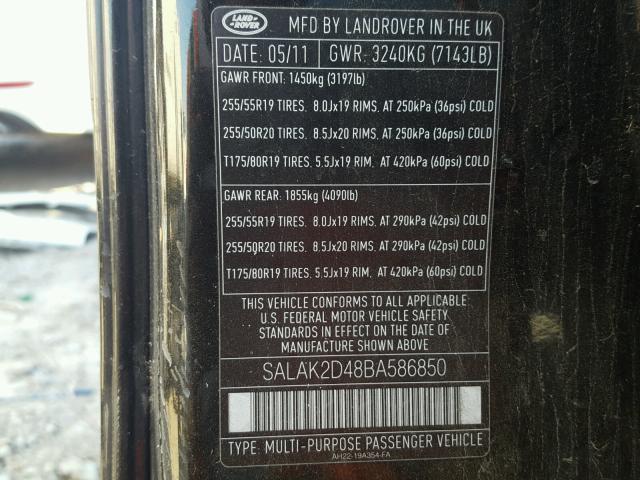 LAND
ROVER
MFD BY LANDROVER IN THE UK
DATE: 05/11 GWR: 3240KG (7143LB)
GAWR FRONT: 1450kg (3197lb)
255/55R19 TIRES. 8.0Jx19 RIMS. AT 250kPa (36psi) COLD
255/50R20 TIRES. 8.5Jx20 RIMS. AT 250kPa (36psi) COLD
T175/80R19 TIRES. 5.5Jx19 RIM, AT 420kPa (60psi) COLD
GAWR REAR: 1855kg (4090lb)
255/55R19 TIRES. 8.0Jx19 RIMS. AT 290kPa (42psi) COLD
255/50R20 TIRES. 8.5Jx20 RIMS. AT 290kPa (42psi) COLD
T175/80R19 TIRES. 5.5Jx19 RIM, AT 420kPa (60psi) COLD
THIS VEHICLE CONFORMS TO ALL APPLICABLE
U.S. FEDERAL MOTOR VEHICLE SAFETY
STANDARDS IN EFFECT ON THE DATE
OF MANUFACTURE SHOWN ABOVE
SALAK2D48BA586850
TYPE: MULTI-PURPOSE PASSENGER VEHICLE
AH22-19A354-FA